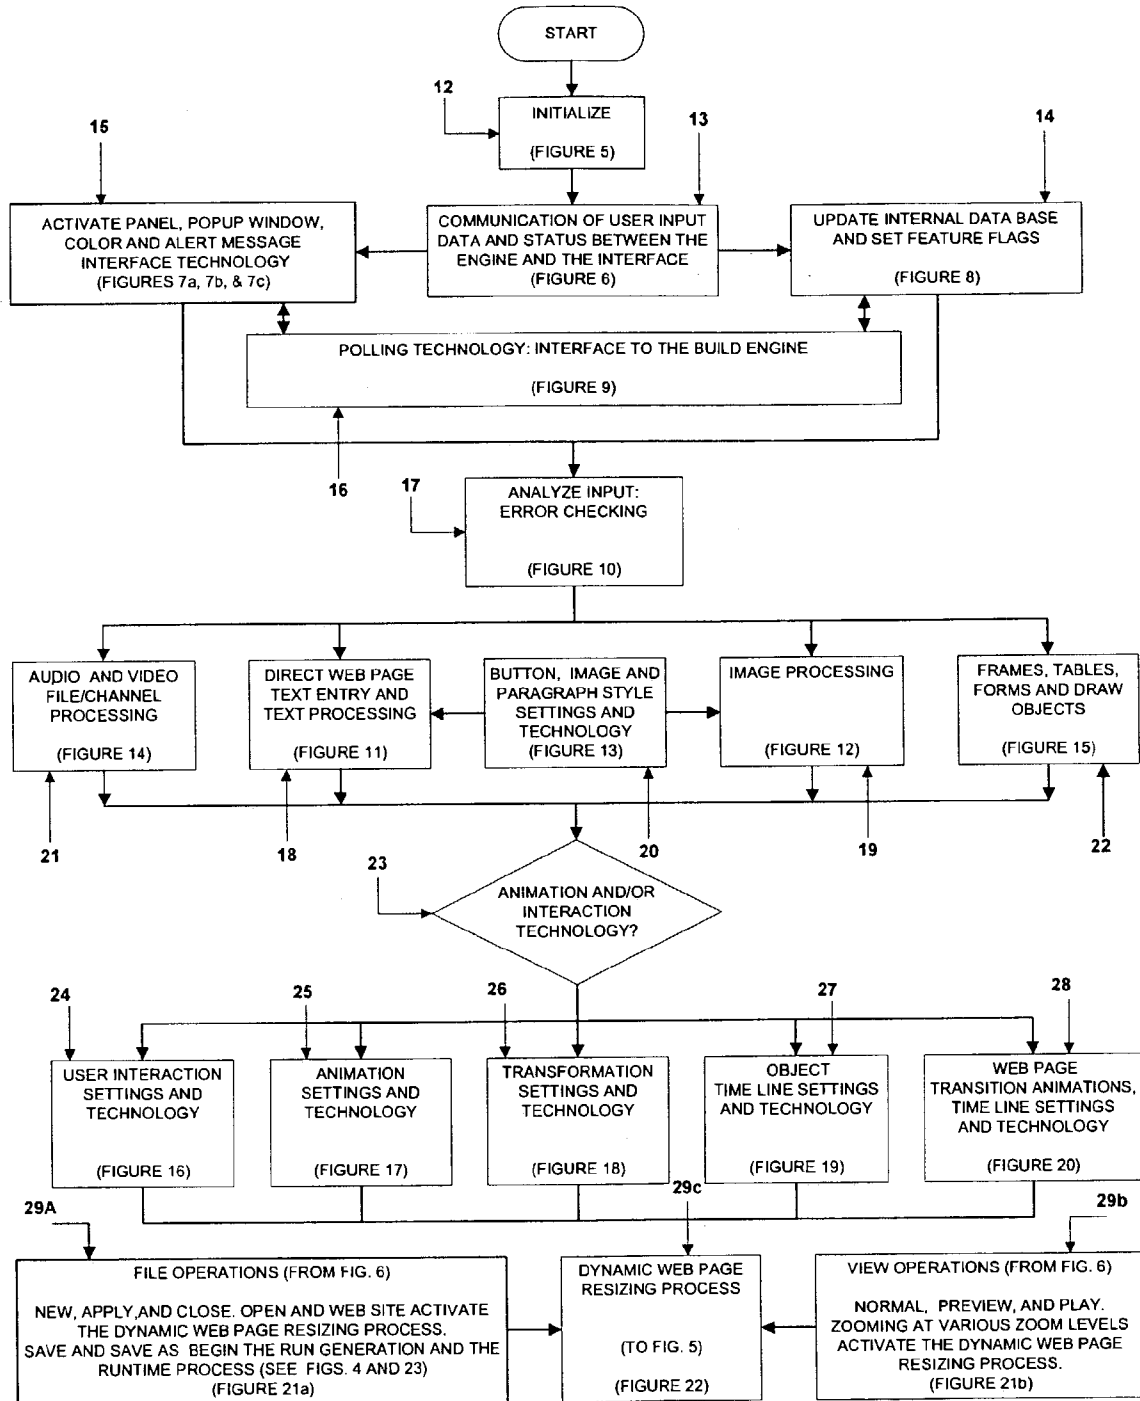 START
12
INITIALIZE
(FIGURE 5)
15
13
14
ACTIVATE PANEL, POPUP WINDOW,
COLOR AND ALERT MESSAGE
INTERFACE TECHNOLOGY
(FIGURES 7a, 7b, & 7c)
COMMUNICATION OF USER INPUT
DATA AND STATUS BETWEEN THE
ENGINE AND THE INTERFACE
(FIGURE 6)
UPDATE INTERNAL DATA BASE
AND SET FEATURE FLAGS
(FIGURE 8)
POLLING TECHNOLOGY: INTERFACE TO THE BUILD ENGINE
(FIGURE 9)
16
17
ANALYZE INPUT:
ERROR CHECKING
(FIGURE 10)
AUDIO AND VIDEO
FILE/CHANNEL
PROCESSING
(FIGURE 14)
DIRECT WEB PAGE
TEXT ENTRY AND
TEXT PROCESSING
(FIGURE 11)
BUTTON, IMAGE AND
PARAGRAPH STYLE
SETTINGS AND
TECHNOLOGY
(FIGURE 13)
IMAGE PROCESSING
(FIGURE 12)
FRAMES, TABLES,
FORMS AND DRAW
OBJECTS
(FIGURE 15)
21
18
20
19
22
23
ANIMATION AND/OR
INTERACTION
TECHNOLOGY?
24
25
26
27
28
USER INTERACTION
SETTINGS AND
TECHNOLOGY
(FIGURE 16)
ANIMATION
SETTINGS AND
TECHNOLOGY
(FIGURE 17)
TRANSFORMATION
SETTINGS AND
TECHNOLOGY
(FIGURE 18)
OBJECT
TIME LINE SETTINGS
AND TECHNOLOGY
(FIGURE 19)
WEB PAGE
TRANSITION ANIMATIONS,
TIME LINE SETTINGS
AND TECHNOLOGY
(FIGURE 20)
29A
29c
29b
FILE OPERATIONS (FROM FIG. 6)
NEW, APPLY,AND CLOSE. OPEN AND WEB SITE ACTIVATE
THE DYNAMIC WEB PAGE RESIZING PROCESS.
SAVE AND SAVE AS BEGIN THE RUN GENERATION AND THE
RUNTIME PROCESS (SEE FIGS. 4 AND 23)
(FIGURE 21a)
DYNAMIC WEB PAGE
RESIZING PROCESS
(TO FIG. 5)
(FIGURE 22)
VIEW OPERATIONS (FROM FIG. 6)
NORMAL, PREVIEW, AND PLAY.
ZOOMING AT VARIOUS ZOOM LEVELS
ACTIVATE THE DYNAMIC WEB PAGE
RESIZING PROCESS.
(FIGURE 21b)